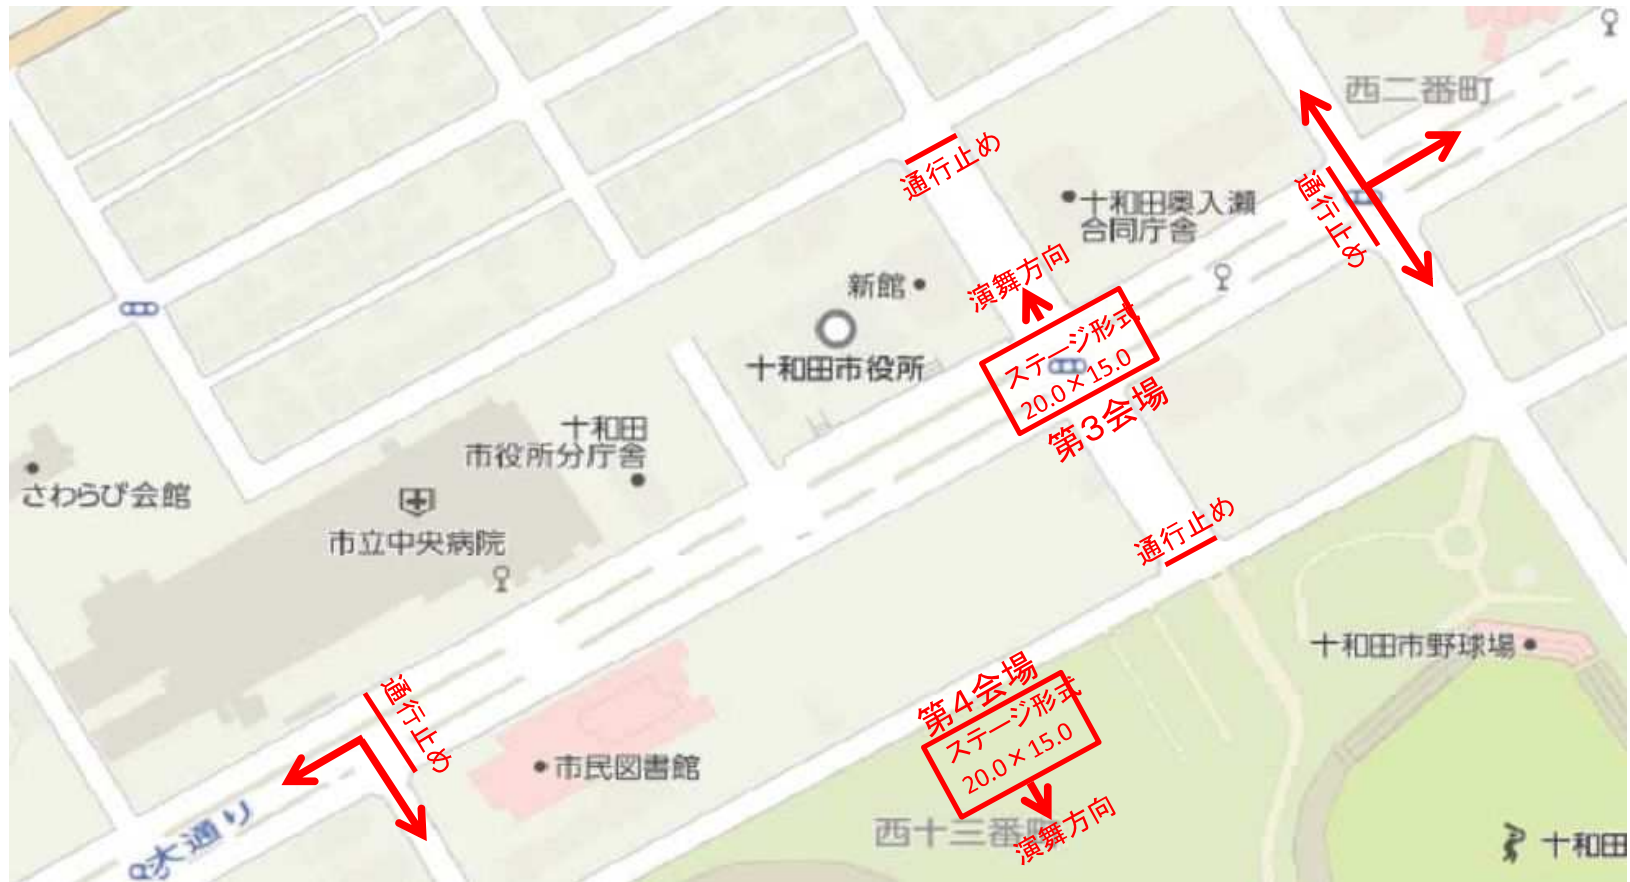 西二番町
通行止め
通行止め
十和田奥入瀬
合同庁舎
演舞方向
新館
十和田市役所
ステージ形式
20.0×15.0
第3会場
十和田
市役所分庁舎
さわらび会館
市立中央病院
通行止め
十和田市野球場
第4会場
ステージ形式
20.0×15.0
演舞方向
通行止め
市民図書館
西十三番町
大通り
十和田